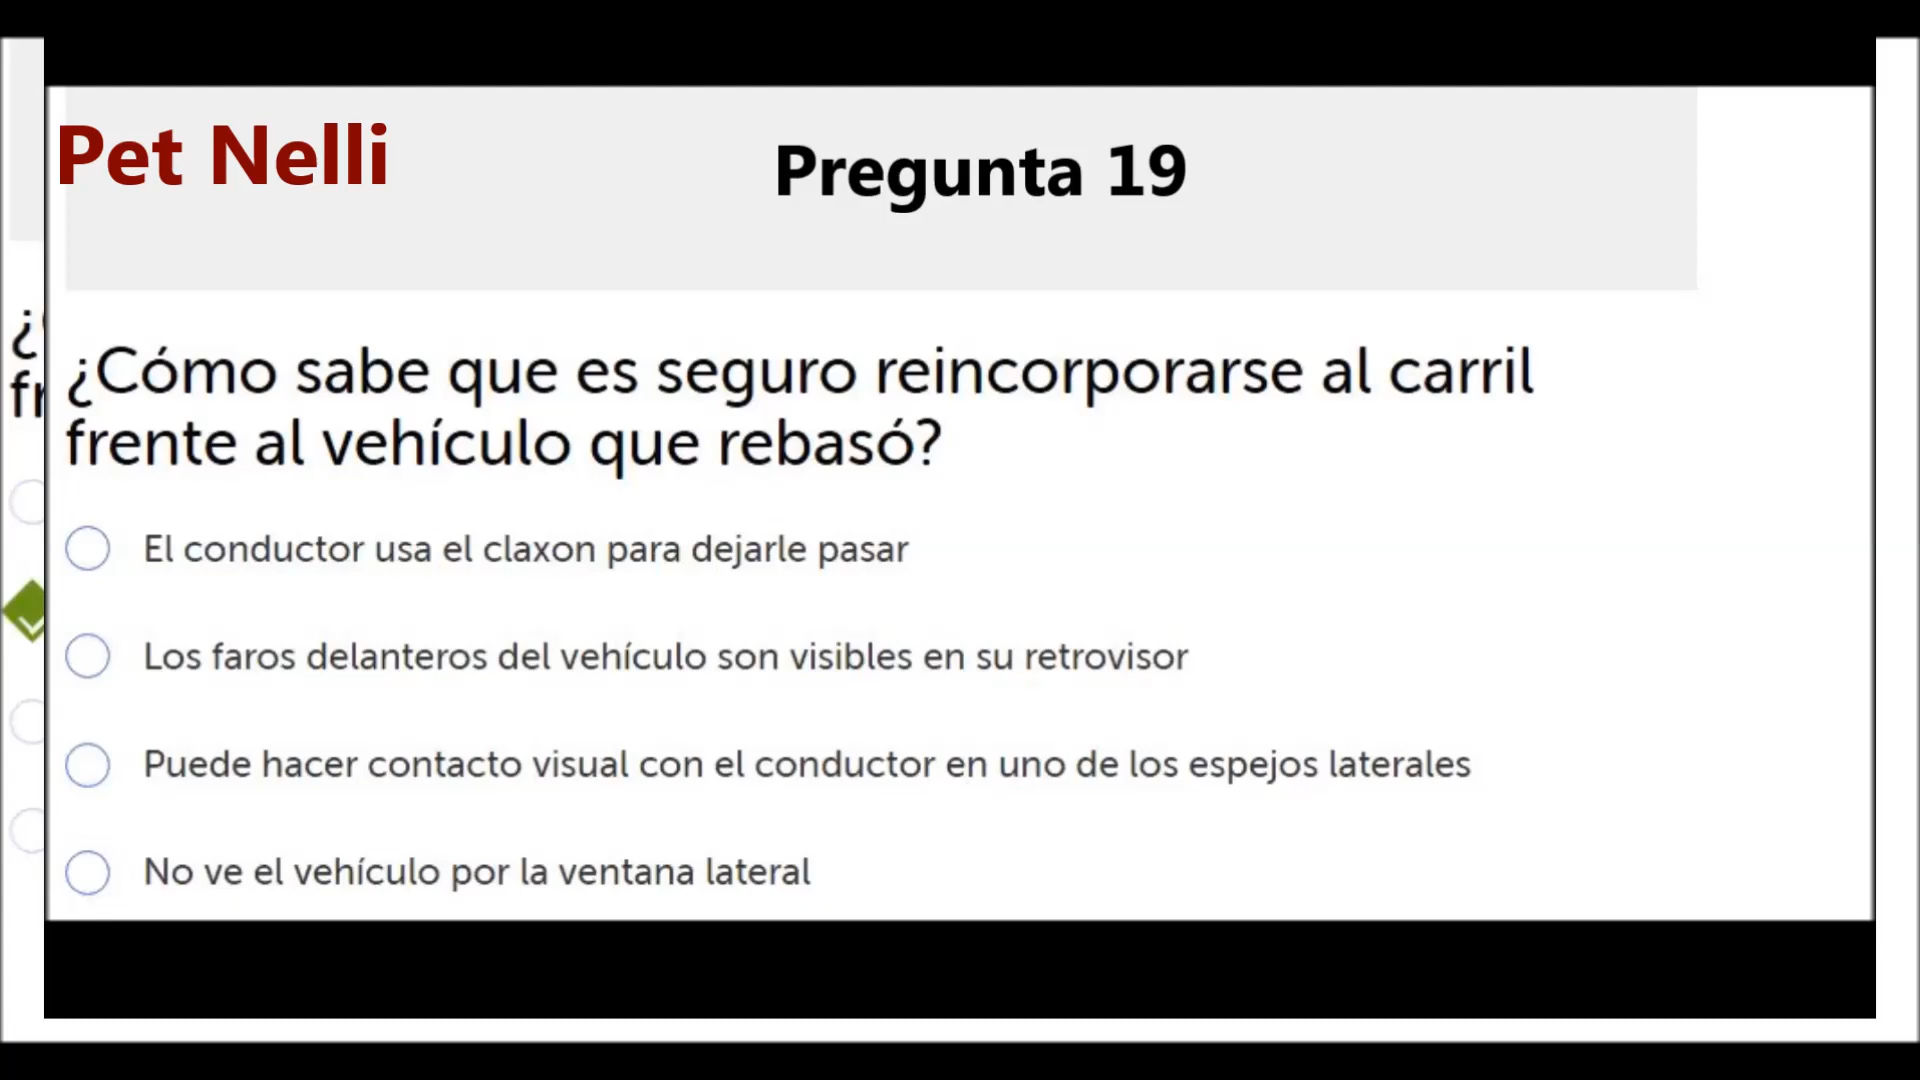 Pet Nelli
Pregunta 19
¿Cómo sabe que es seguro reincorporarse al carril
frente al vehículo que rebasó?
El conductor usa el claxon para dejarle pasar
Los faros delanteros del vehículo son visibles en su retrovisor
Puede hacer contacto visual con el conductor en uno de los espejos laterales
No ve el vehículo por la ventana lateral